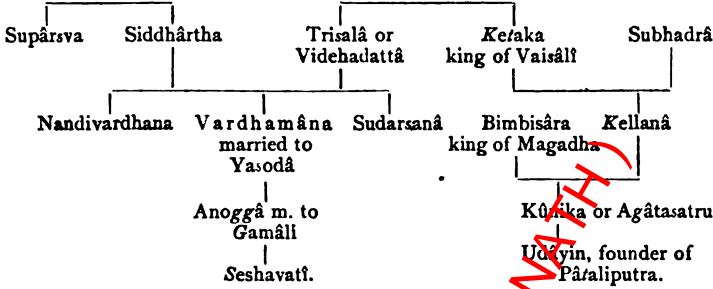 Supârsva Siddhârtha Trisalâ or Ketaka Subhadrâ
Videhadattâ king of Vaisâlî
Nandivardhana Vardhamâna Sudarsanâ Bimbisâra Kellanâ
married to king of Magadha
Yasodâ
Anoggâ m. to Kûnika or Agâtasatru
Gamâli
Udâyin, founder of
Seshavatî. Pâtaliputra.
NATH )